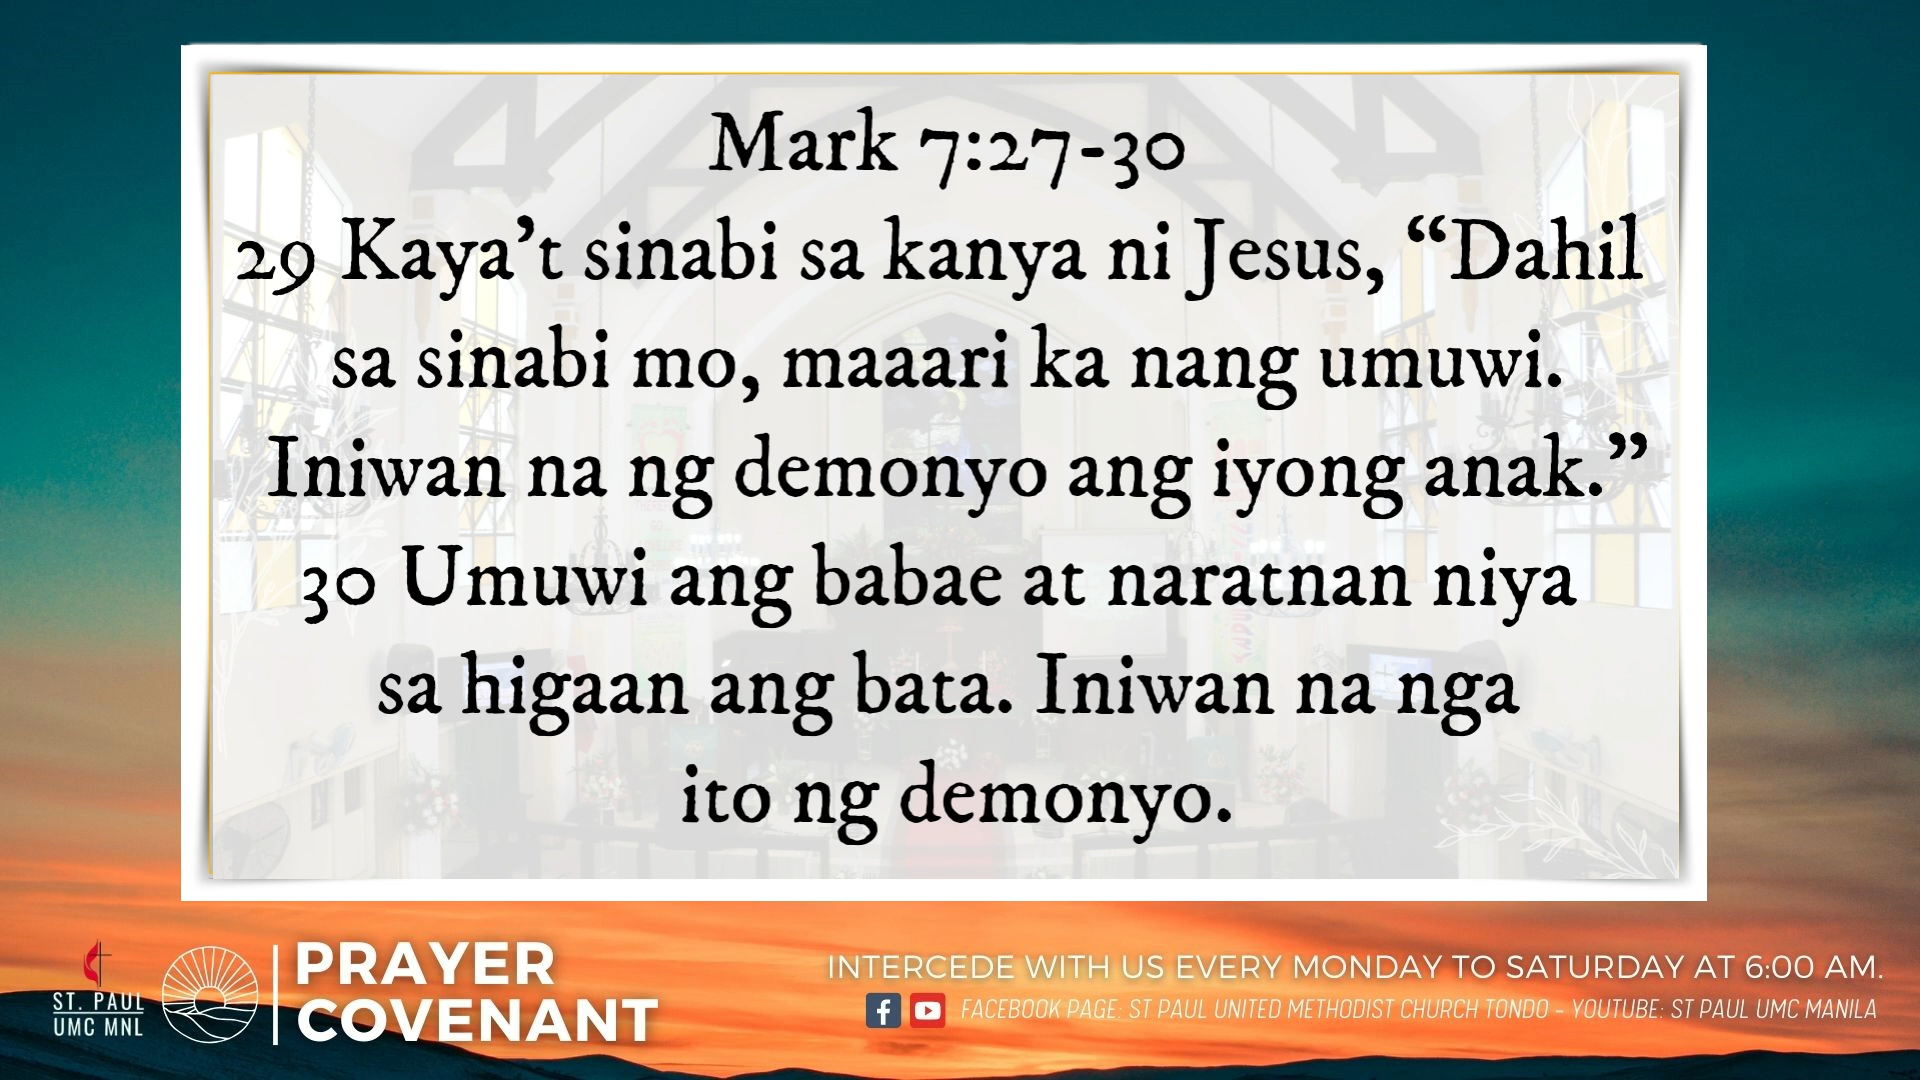 Mark 7:27-30
29 Kaya’t sinabi sa kanya ni Jesus, “Dahil
sa sinabi mo, maaari ka nang umuwi.
Iniwan na ng demonyo ang iyong anak.”
30 Umuwi ang babae at naratnan niya
sa higaan ang bata. Iniwan na nga
ito ng demonyo.
ST. PAUL
UMC MNL
PRAYER
COVENANT
INTERCEDE WITH US EVERY MONDAY TO SATURDAY AT 6:00 AM.
FACEBOOK PAGE: ST PAUL UNITED METHODIST CHURCH TONDO - YOUTUBE: ST PAUL UMC MANILA